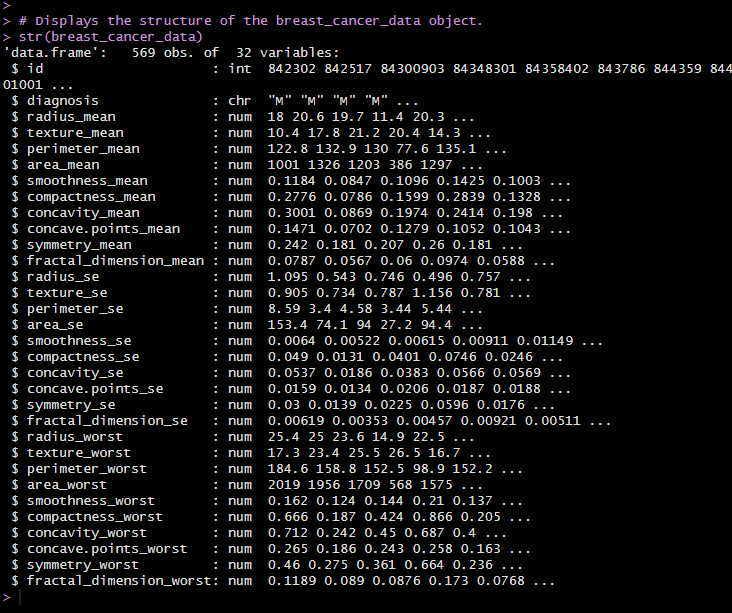 >
> # Displays the structure of the breast_cancer_data object.
> str(breast_cancer_data)
'data.frame':   569 obs. of  32 variables:
 $ id                     : int  842302 842517 84300903 84348301 84358402 843786 844359 844
01001 ...
 $ diagnosis              : chr  "M" "M" "M" "M" ...
 $ radius_mean            : num  18 20.6 19.7 11.4 20.3 ...
 $ texture_mean           : num  10.4 17.8 21.2 20.4 14.3 ...
 $ perimeter_mean         : num  122.8 132.9 130 77.6 135.1 ...
 $ area_mean              : num  1001 1326 1203 386 1297 ...
 $ smoothness_mean        : num  0.1184 0.0847 0.1096 0.1425 0.1003 ...
 $ compactness_mean       : num  0.2776 0.0786 0.1599 0.2839 0.1328 ...
 $ concavity_mean         : num  0.3001 0.0869 0.1974 0.2414 0.198 ...
 $ concave.points_mean    : num  0.1471 0.0702 0.1279 0.1052 0.1043 ...
 $ symmetry_mean          : num  0.242 0.181 0.207 0.26 0.181 ...
 $ fractal_dimension_mean : num  0.0787 0.0567 0.06 0.0974 0.0588 ...
 $ radius_se              : num  1.095 0.543 0.746 0.496 0.757 ...
 $ texture_se             : num  0.905 0.734 0.787 1.156 0.781 ...
 $ perimeter_se           : num  8.59 3.4 4.58 3.44 5.44 ...
 $ area_se                : num  153.4 74.1 94 27.2 94.4 ...
 $ smoothness_se          : num  0.0064 0.00522 0.00615 0.00911 0.01149 ...
 $ compactness_se         : num  0.049 0.0131 0.0401 0.0746 0.0246 ...
 $ concavity_se           : num  0.0537 0.0186 0.0383 0.0566 0.0569 ...
 $ concave.points_se      : num  0.0159 0.0134 0.0206 0.0187 0.0188 ...
 $ symmetry_se            : num  0.03 0.0139 0.0225 0.0596 0.0176 ...
 $ fractal_dimension_se   : num  0.00619 0.00353 0.00457 0.00921 0.00511 ...
 $ radius_worst           : num  25.4 25 23.6 14.9 22.5 ...
 $ texture_worst          : num  17.3 23.4 25.5 26.5 16.7 ...
 $ perimeter_worst        : num  184.6 158.8 152.5 98.9 152.2 ...
 $ area_worst             : num  2019 1956 1709 568 1575 ...
 $ smoothness_worst       : num  0.162 0.124 0.144 0.21 0.137 ...
 $ compactness_worst      : num  0.666 0.187 0.424 0.866 0.205 ...
 $ concavity_worst        : num  0.712 0.242 0.45 0.687 0.4 ...
 $ concave.points_worst   : num  0.265 0.186 0.243 0.258 0.163 ...
 $ symmetry_worst         : num  0.46 0.275 0.361 0.664 0.236 ...
 $ fractal_dimension_worst: num  0.1189 0.089 0.0876 0.173 0.0768 ...
>